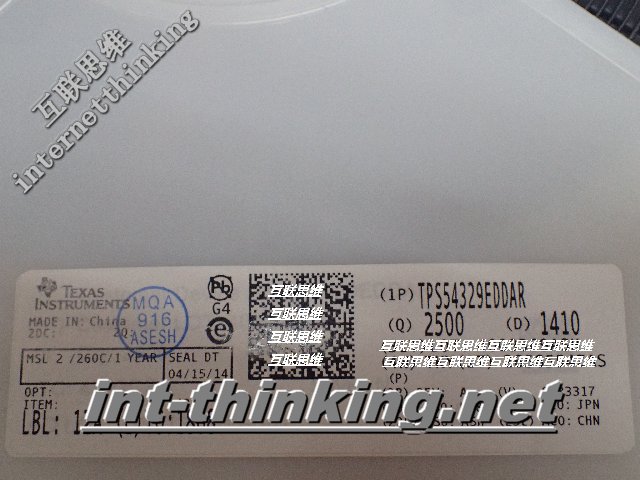 互联思维
internetthinking
TEXAS
INSTRUMENTS
MADE IN: China
2DC: 2Q:
MQA
916
ASESH
Pb
G4
e
MSL 2 /260C/1 YEAR SEAL DT
04/15/14
OPT:
ITEM:
LBL:
互联思维
互联思维
互联思维
互联思维
(1P) TPS54329EDDAR
(Q) 2500 (D) 1410
互联思维互联思维互联思维互联思维
互联思维互联思维互联思维互联思维
(P)
3317
JPN
CHN
int-thinking.net